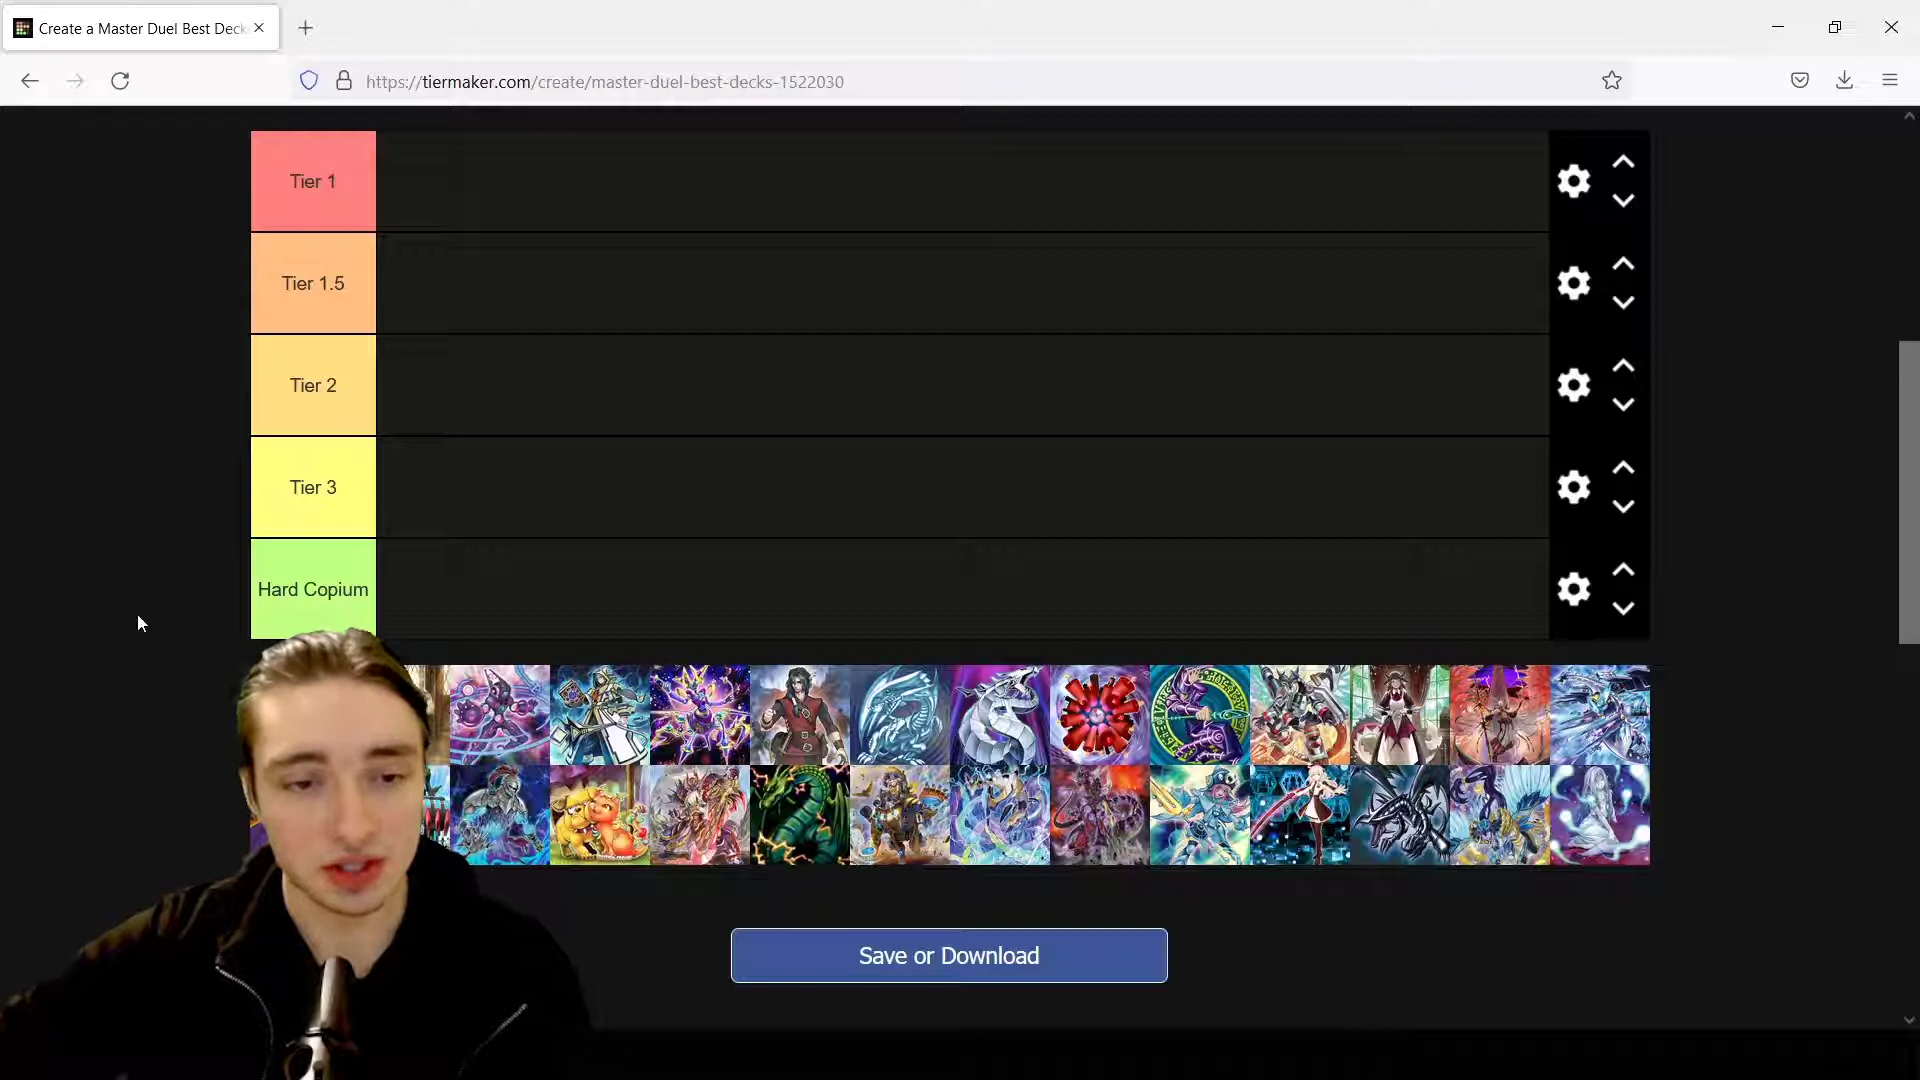 Create a Master Duel Best Deck
https://tiermaker.com/create/master-duel-best-decks-1522030
Tier 1
Tier 1.5
Tier 2
Tier 3
Hard Copium
Save or Download